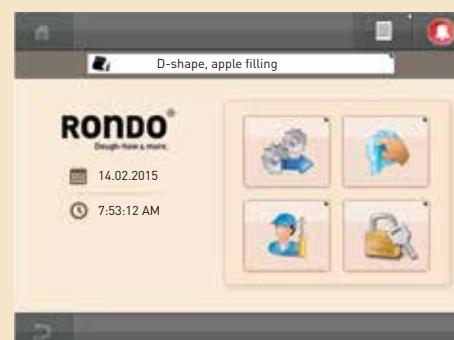 D-shape, apple filling
RONDO®
Dough-how & more.
14.02.2015
7:53:12 AM